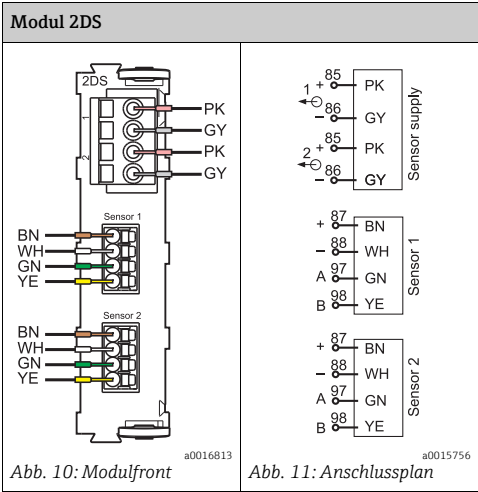 Modul 2DS
2DS
1
2
PK
GY
PK
GY
Sensor 1
BN
WH
GN
YE
Sensor 2
BN
WH
GN
YE
a0016813
Abb. 10: Modulfront
1 + 85 PK
- 86 GY
2 + 85 PK
- 86 GY
Sensor supply
+ 87 BN
- 88 WH
A 97 GN
B 98 YE
Sensor 1
+ 87 BN
- 88 WH
A 97 GN
B 98 YE
Sensor 2
a0015756
Abb. 11: Anschlussplan